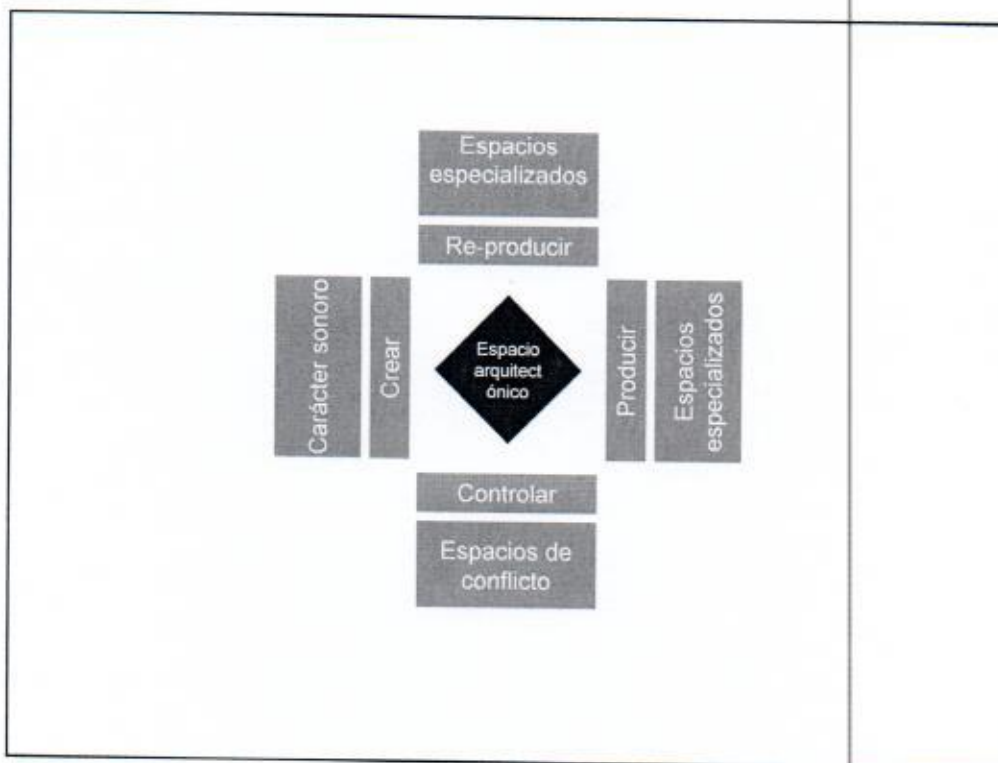 Espacios
especializados
Re-producir
Carácter sonoro
Crear
Espacio
arquitect
ónico
Producir
Espacios
especializados
Controlar
Espacios de
conflicto